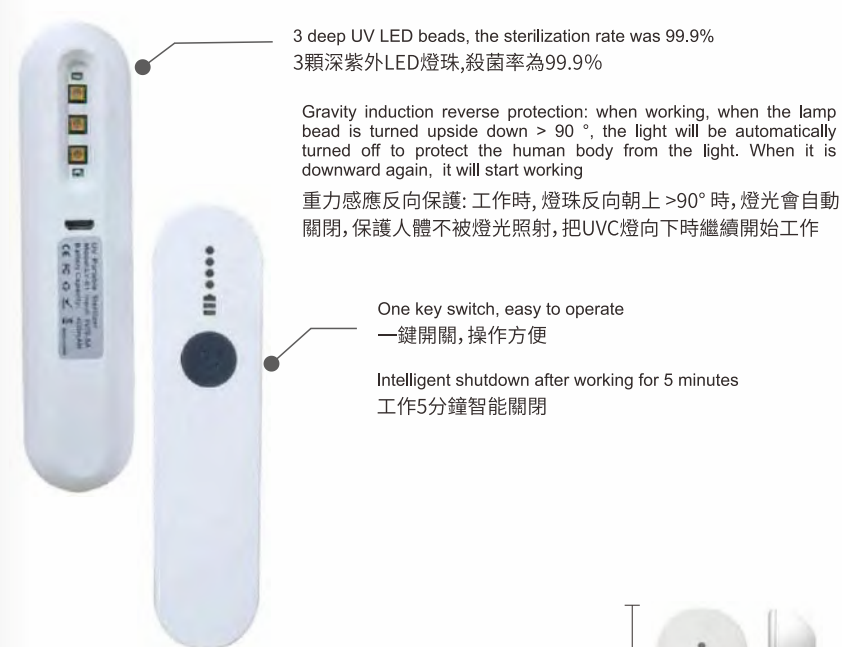 3 deep UV LED beads, the sterilization rate was 99.9%
3顆深紫外LED燈珠,殺菌率為99.9%
Gravity induction reverse protection: when working, when the lamp
bead is turned upside down > 90 °, the light will be automatically
turned off to protect the human body from the light. When it is
downward again, it will start working
重力感應反向保護: 工作時, 燈珠反向朝上 >90° 時, 燈光會自動
關閉, 保護人體不被燈光照射, 把UVC燈向下時繼續開始工作
UV Portable Sterilizer
Battery Capacity:
One key switch, easy to operate
一鍵開關, 操作方便
Intelligent shutdown after working for 5 minutes
工作5分鐘智能關閉